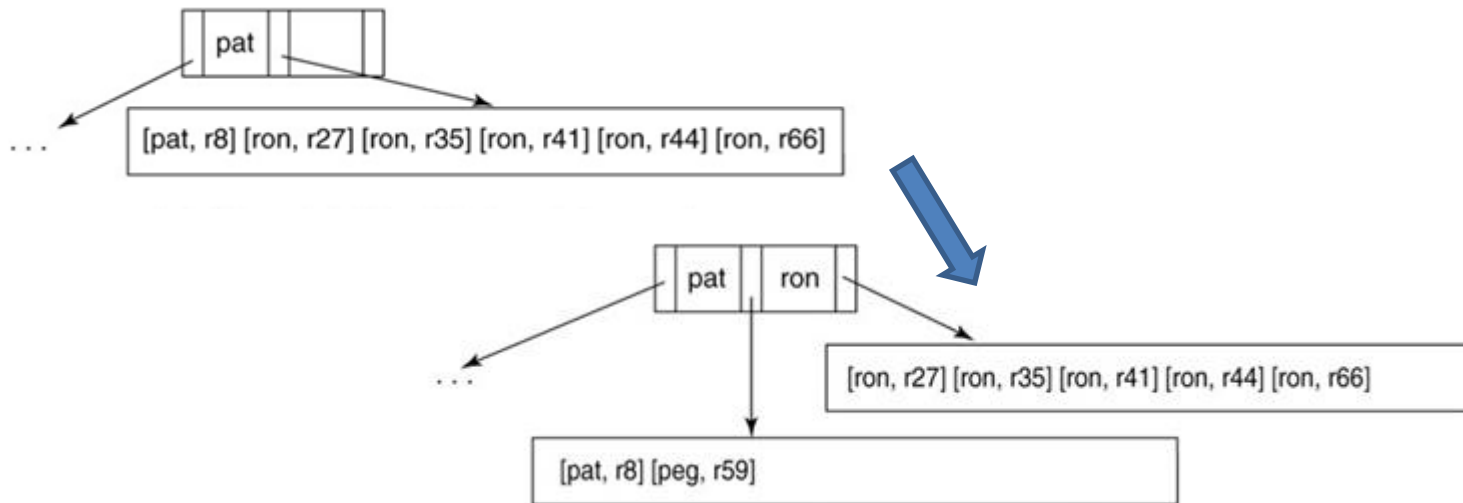 pat
. . .
[pat, r8] [ron, r27] [ron, r35] [ron, r41] [ron, r44] [ron, r66]
pat ron
. . .
[ron, r27] [ron, r35] [ron, r41] [ron, r44] [ron, r66]
[pat, r8] [peg, r59]